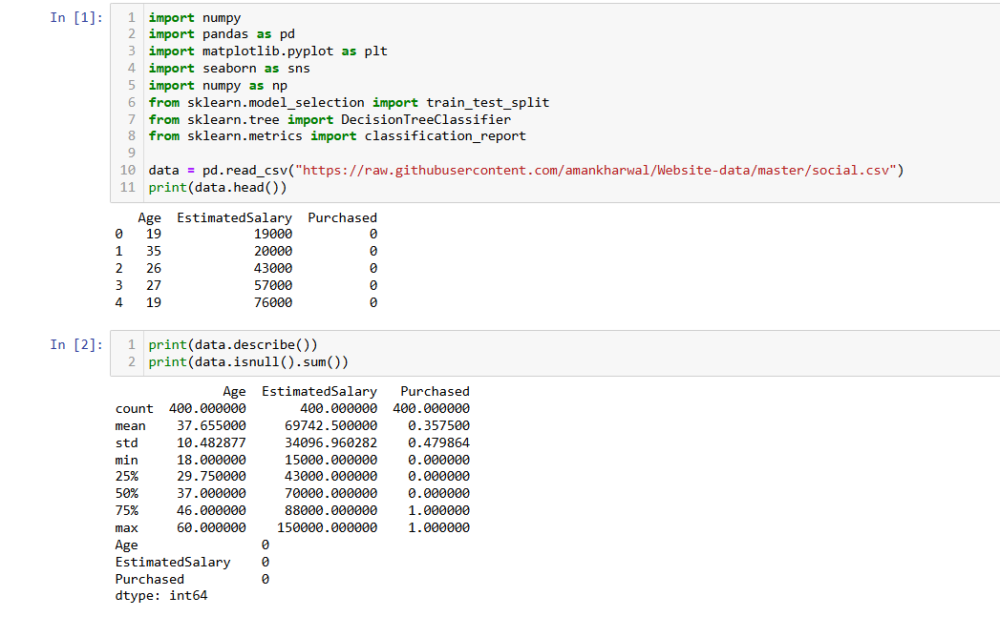 In [1]:
1 import numpy
2 import pandas as pd
3 import matplotlib.pyplot as plt
4 import seaborn as sns
5 import numpy as np
6 from sklearn.model_selection import train_test_split
7 from sklearn.tree import DecisionTreeClassifier
8 from sklearn.metrics import classification_report
9
10 data = pd.read_csv("https://raw.githubusercontent.com/amankharwal/Website-data/master/social.csv")
11 print(data.head())
   Age  EstimatedSalary  Purchased
0   19            19000          0
1   35            20000          0
2   26            43000          0
3   27            57000          0
4   19            76000          0
In [2]:
1 print(data.describe())
2 print(data.isnull().sum())
              Age  EstimatedSalary   Purchased
count  400.000000       400.000000  400.000000
mean    37.655000     69742.500000    0.357500
std     10.482877     34096.960282    0.479864
min     18.000000     15000.000000    0.000000
25%     29.750000     43000.000000    0.000000
50%     37.000000     70000.000000    0.000000
75%     46.000000     88000.000000    1.000000
max     60.000000    150000.000000    1.000000
Age                0
EstimatedSalary    0
Purchased          0
dtype: int64